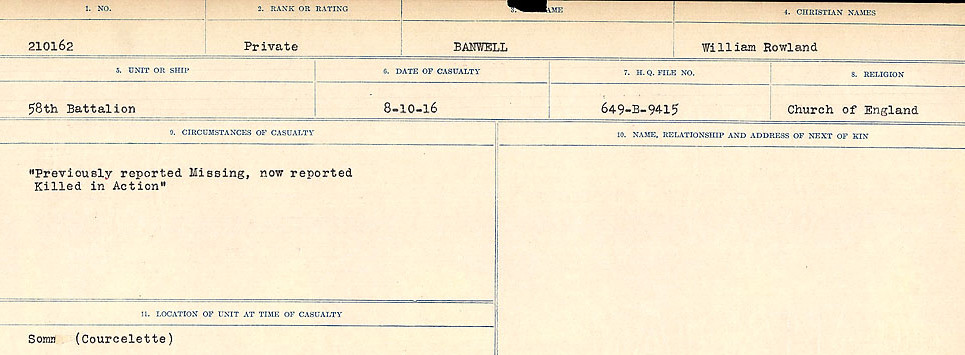 1. NO.
2. RANK OR RATING
3. AME
4. CHRISTIAN NAMES
210162
Private
BANWELL
William Rowland
5. UNIT OR SHIP
6. DATE OF CASUALTY
7. H.Q. FILE NO.
8. RELIGION
58th Battalion
8-10-16
649-B-9415
Church of England
9. CIRCUMSTANCES OF CASUALTY
10. NAME, RELATIONSHIP AND ADDRESS OF NEXT OF KIN
"Previously reported Missing, now reported
Killed in Action"
11. LOCATION OF UNIT AT TIME OF CASUALTY
Somm (Courcelette)